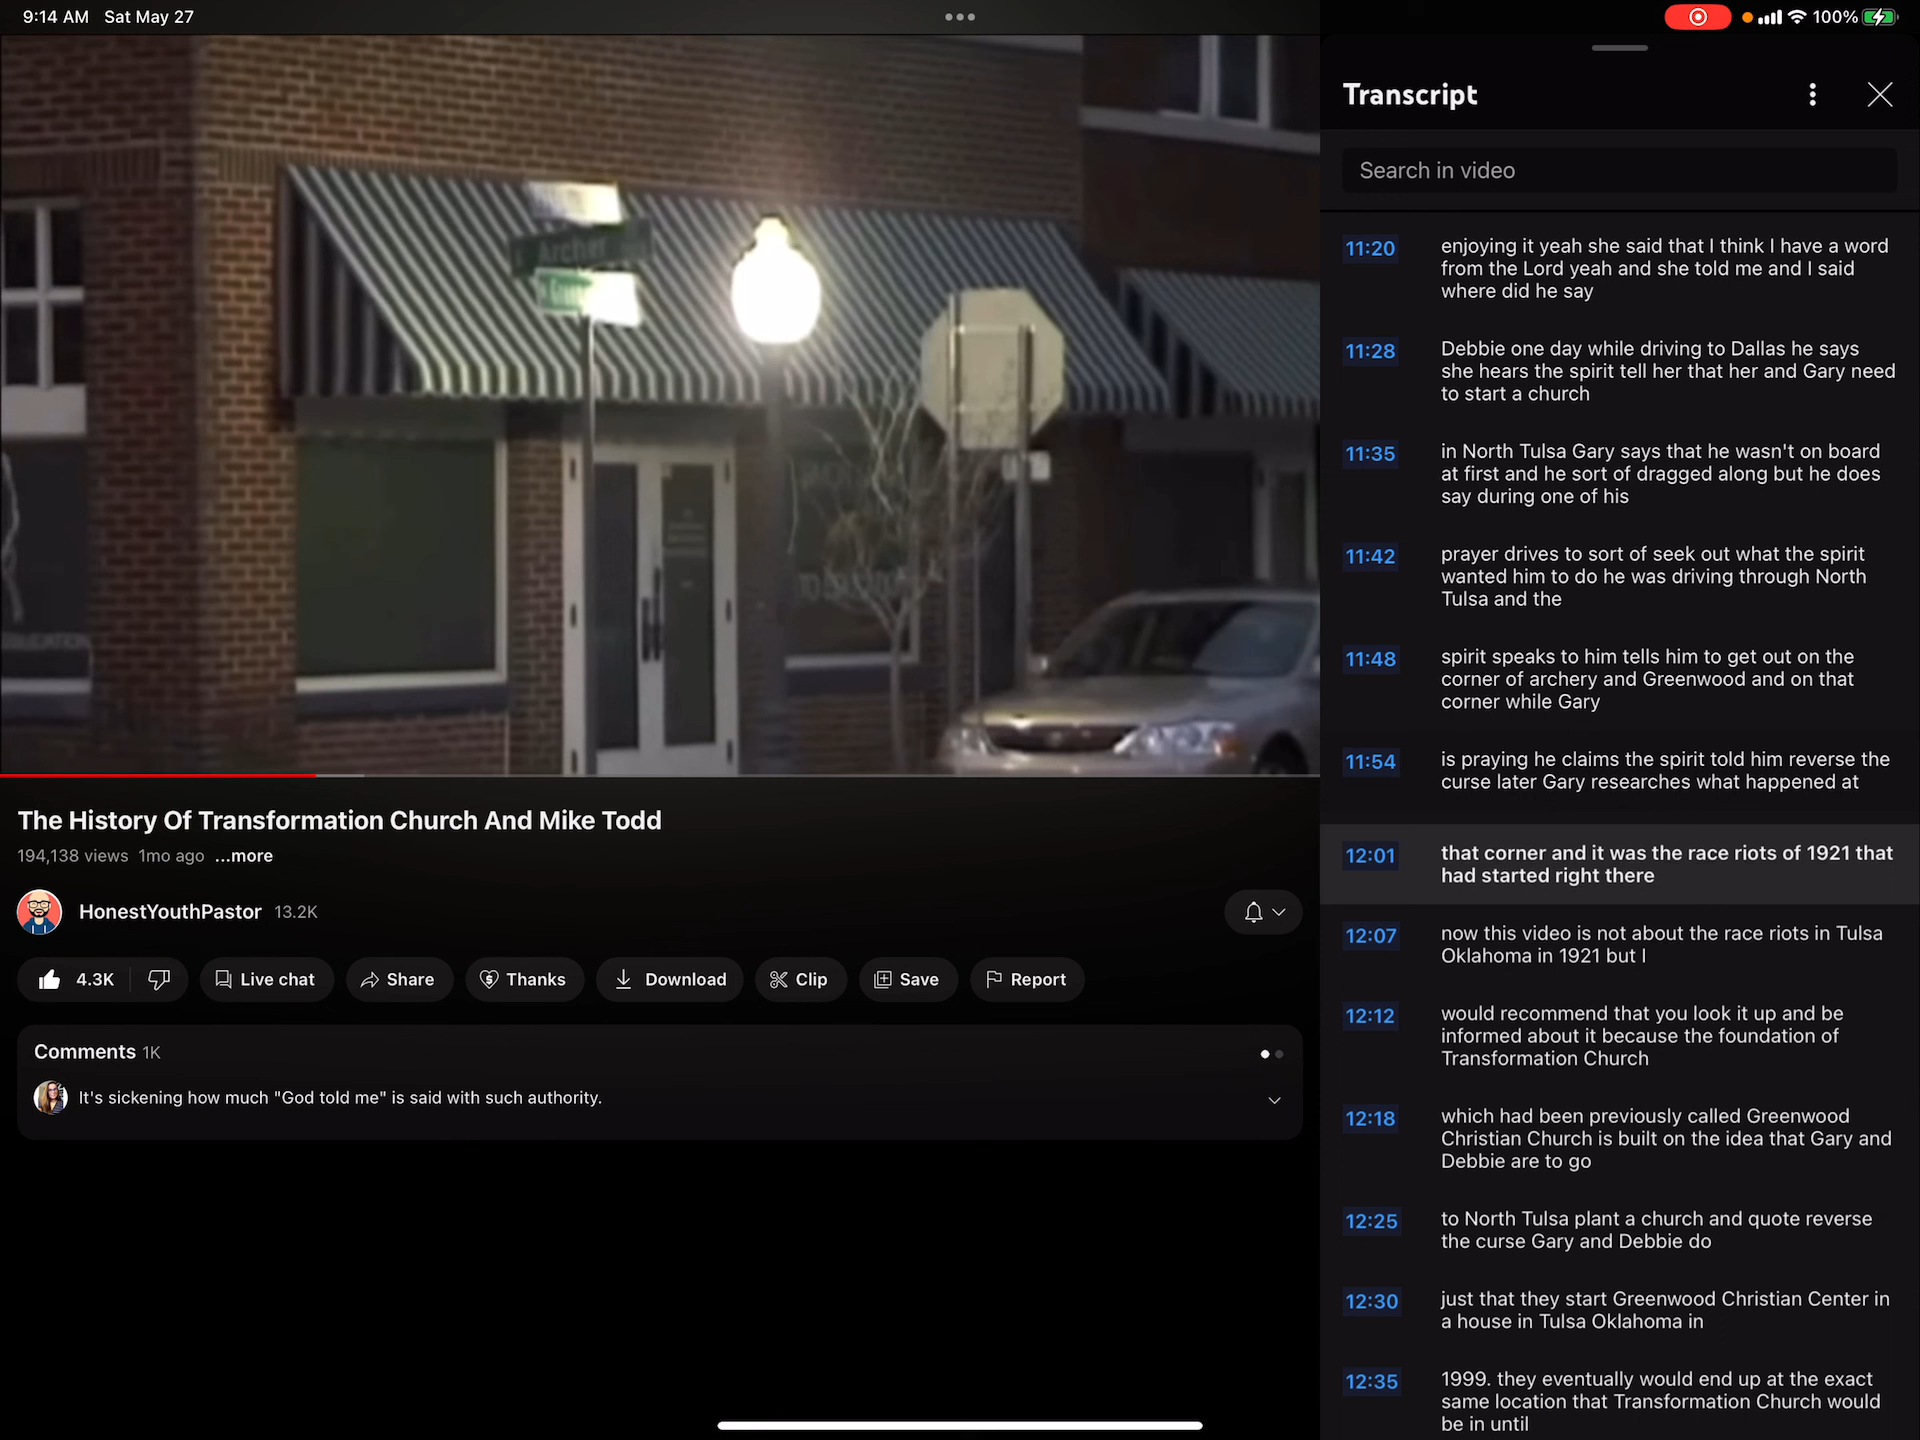 9:14 AM Sat May 27
100%
Archer
Transcript
Search in video
11:20
enjoying it yeah she said that I think I have a word
from the Lord yeah and she told me and I said
where did he say
11:28
Debbie one day while driving to Dallas he says
she hears the spirit tell her that her and Gary need
to start a church
11:35
in North Tulsa Gary says that he wasn't on board
at first and he sort of dragged along but he does
say during one of his
11:42
prayer drives to sort of seek out what the spirit
wanted him to do he was driving through North
Tulsa and the
11:48
spirit speaks to him tells him to get out on the
corner of archery and Greenwood and on that
corner while Gary
11:54
is praying he claims the spirit told him reverse the
curse later Gary researches what happened at
12:01
that corner and it was the race riots of 1921 that
had started right there
12:07
now this video is not about the race riots in Tulsa
Oklahoma in 1921 but I
12:12
would recommend that you look it up and be
informed about it because the foundation of
Transformation Church
12:18
which had been previously called Greenwood
Christian Church is built on the idea that Gary and
Debbie are to go
12:25
to North Tulsa plant a church and quote reverse
the curse Gary and Debbie do
12:30
just that they start Greenwood Christian Center in
a house in Tulsa Oklahoma in
12:35
1999. they eventually would end up at the exact
same location that Transformation Church would
be in until
The History Of Transformation Church And Mike Todd
194,138 views 1mo ago ...more
HonestYouthPastor 13.2K
4.3K
Live chat
Share
Thanks
Download
Clip
Save
Report
Comments 1K
It's sickening how much "God told me" is said with such authority.